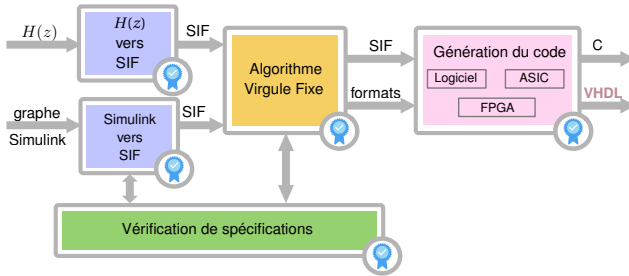 H(z)
H(z)
vers
SIF
SIF
graphe
Simulink
Simulink
vers
SIF
SIF
Algorithme
Virgule Fixe
SIF
formats
Génération du code
Logiciel
ASIC
FPGA
C
VHDL
Vérification de spécifications